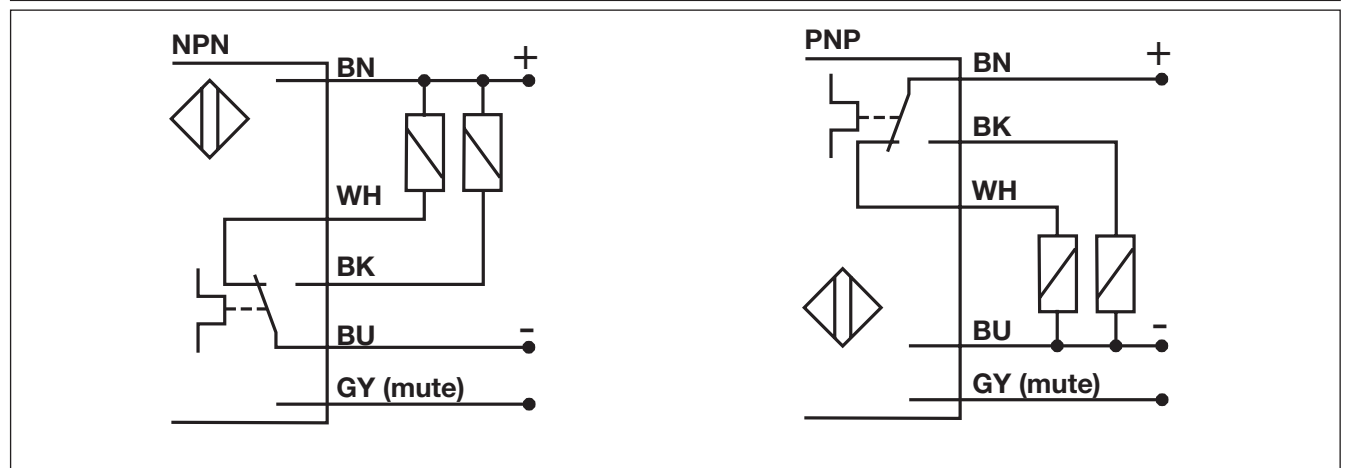 NPN
BN
+
WH
BK
BU
-
GY (mute)
PNP
BN
+
BK
WH
BU
-
GY (mute)